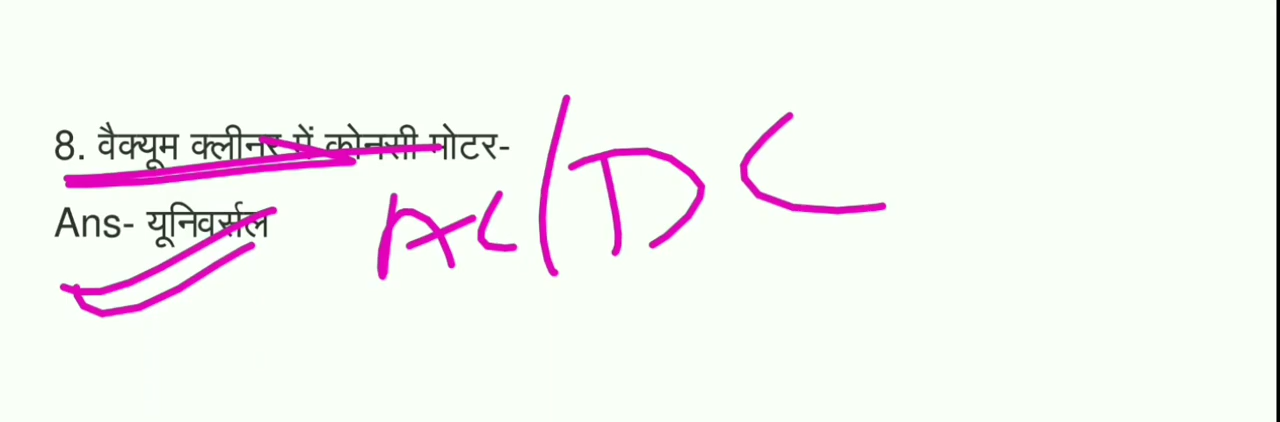 8. वैक्यूम क्लीनर में कोनसी मोटर-
Ans- यूनिवर्सल
AC/DC